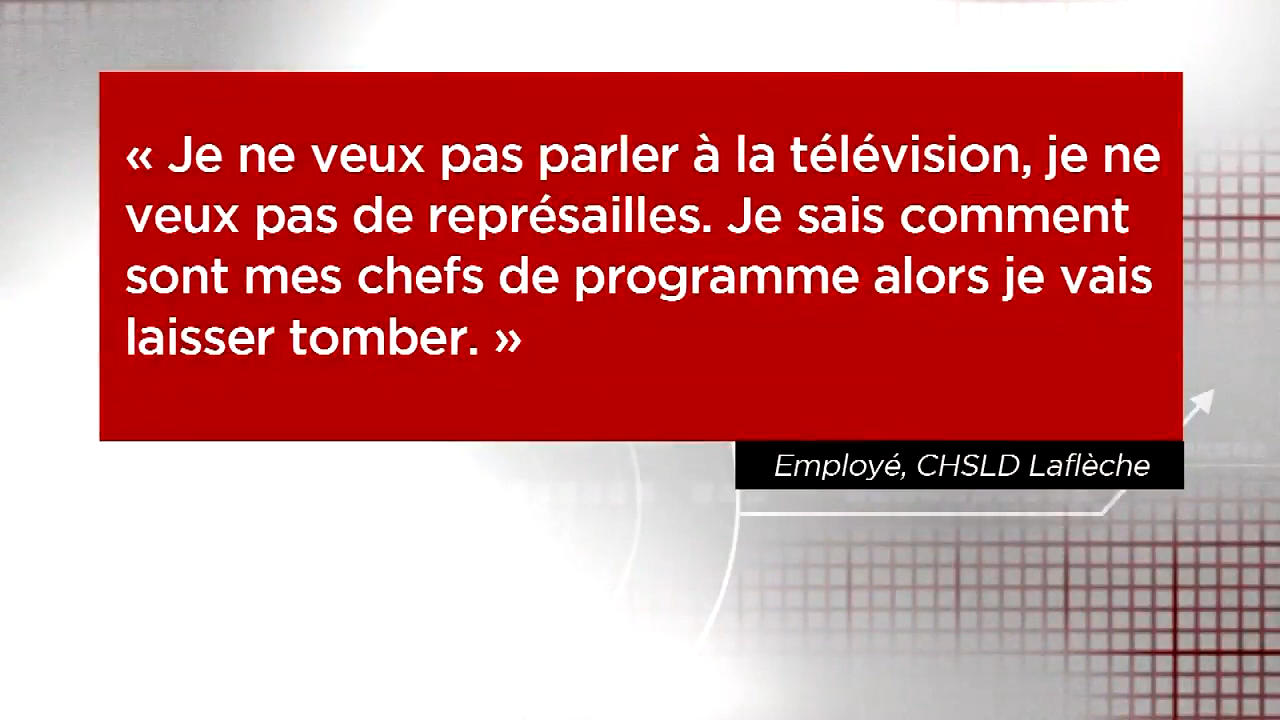 « Je ne veux pas parler à la télévision, je ne
veux pas de représailles. Je sais comment
sont mes chefs de programme alors je vais
laisser tomber. »
Employé, CHSLD Laflèche